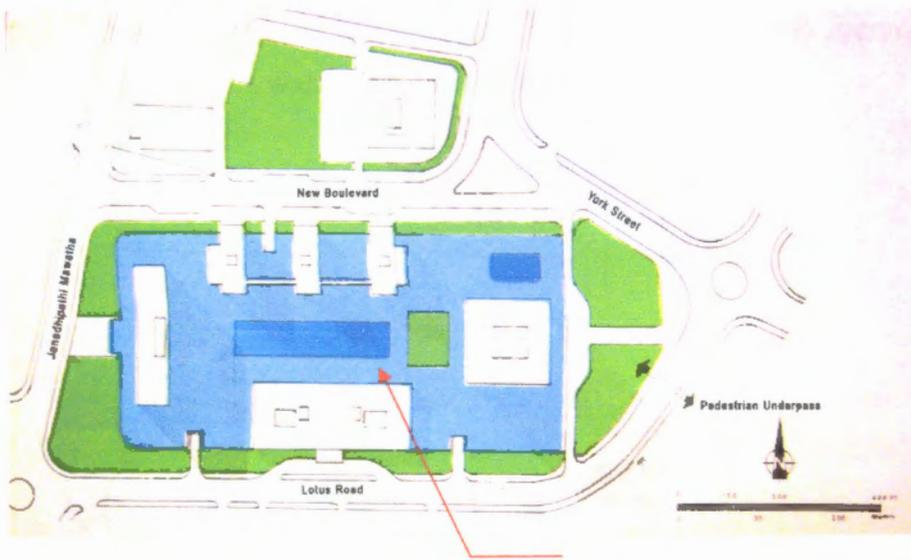 New Boulevard
York Street
Janadhipathi Mawatha
Pedestrian Underpass
N
Lotus Road